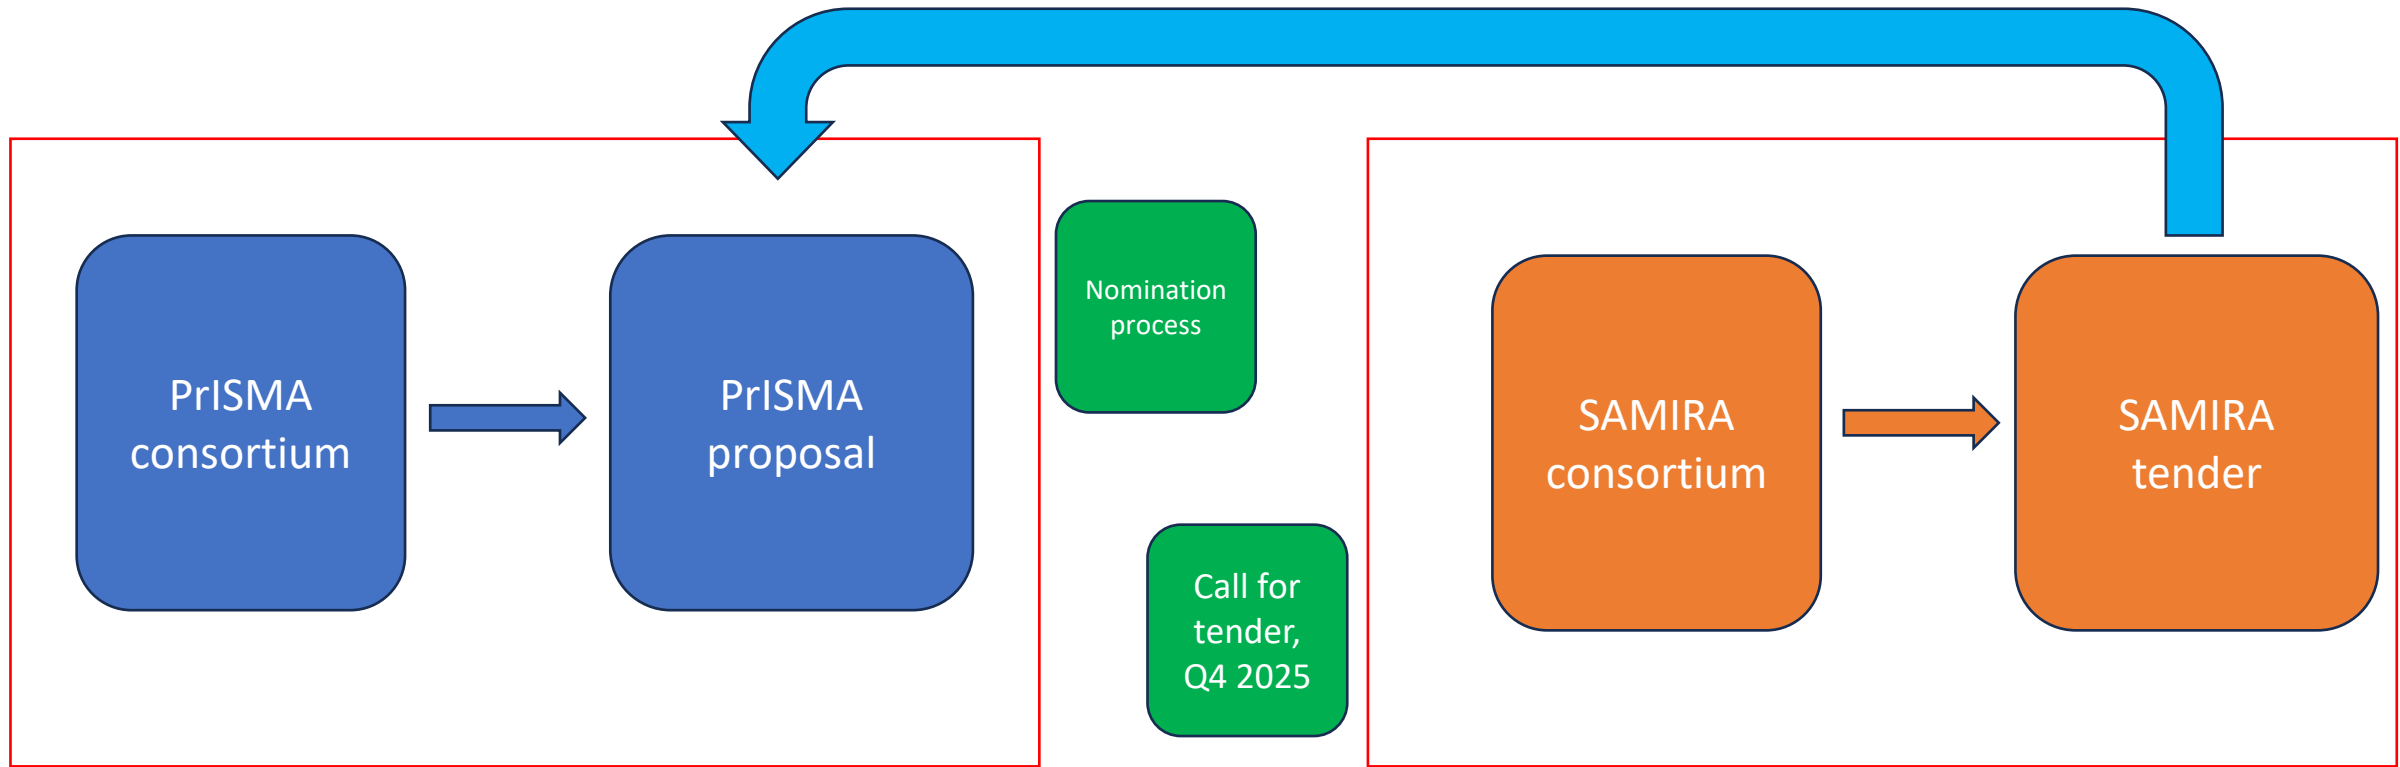 PrISMA
consortium
PrISMA
proposal
Nomination
process
Call for
tender,
Q4 2025
SAMIRA
consortium
SAMIRA
tender